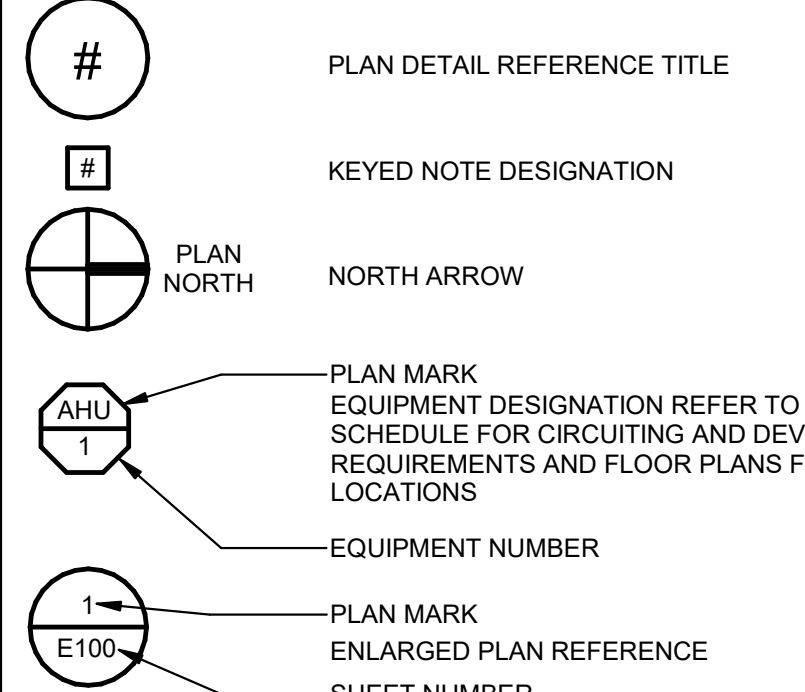 #
PLAN DETAIL REFERENCE TITLE
#
KEYED NOTE DESIGNATION
PLAN
NORTH
NORTH ARROW
PLAN MARK
AHU
1
EQUIPMENT DESIGNATION REFER TO
SCHEDULE FOR CIRCUITING AND DEV
REQUIREMENTS AND FLOOR PLANS F
LOCATIONS
EQUIPMENT NUMBER
1
PLAN MARK
E100
ENLARGED PLAN REFERENCE
SHEET NUMBER